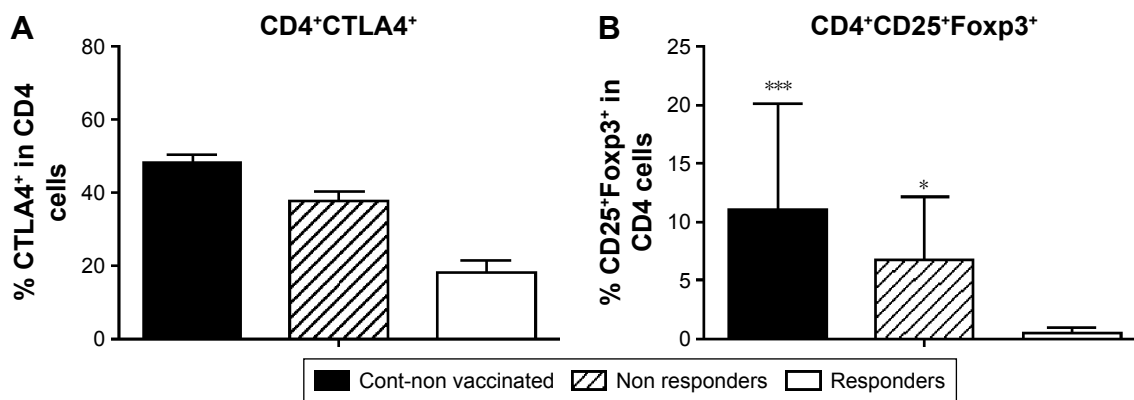 A
CD4⁺CTLA4⁺
% CTLA4⁺ in CD4
cells
80
60
40
20
0
B
CD4⁺CD25⁺Foxp3⁺
% CD25⁺Foxp3⁺ in
CD4 cells
25
20
15
10
5
0
***
*
Cont-non vaccinated
Non responders
Responders